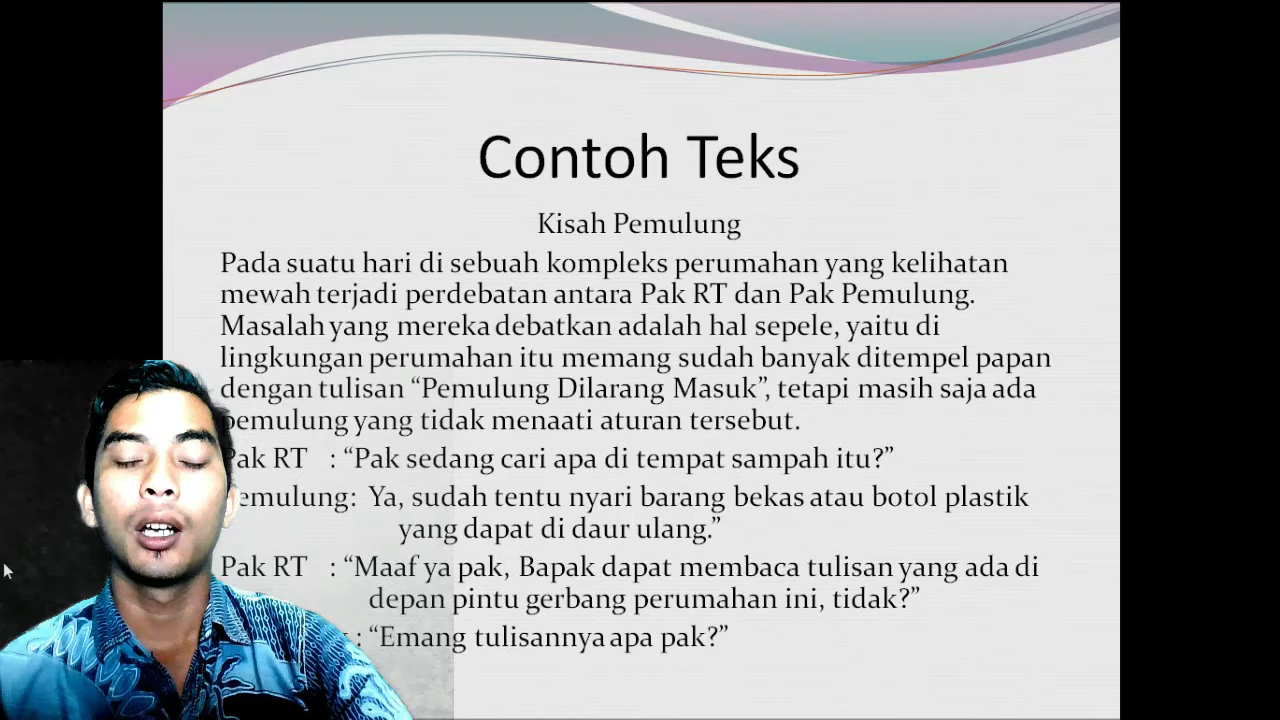 Contoh Teks
Kisah Pemulung
Pada suatu hari di sebuah kompleks perumahan yang kelihatan
mewah terjadi perdebatan antara Pak RT dan Pak Pemulung.
Masalah yang mereka debatkan adalah hal sepele, yaitu di
lingkungan perumahan itu memang sudah banyak ditempel papan
dengan tulisan “Pemulung Dilarang Masuk”, tetapi masih saja ada
pemulung yang tidak menaati aturan tersebut.
Pak RT : “Pak sedang cari apa di tempat sampah itu?”
Pemulung: Ya, sudah tentu nyari barang bekas atau botol plastik
yang dapat di daur ulang.”
Pak RT : “Maaf ya pak, Bapak dapat membaca tulisan yang ada di
depan pintu gerbang perumahan ini, tidak?”
: “Emang tulisannya apa pak?”